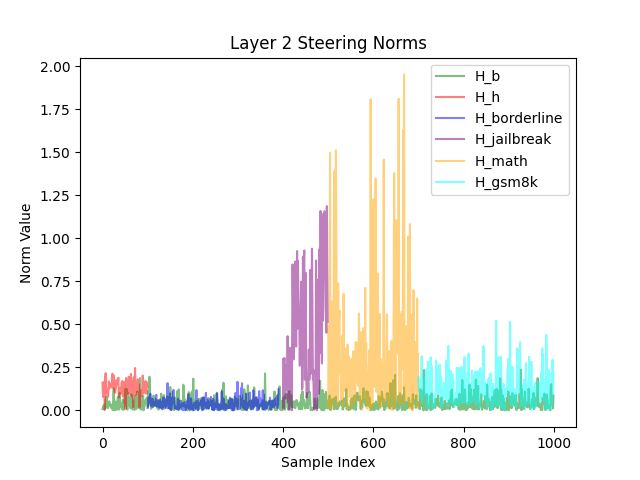 Layer 2 Steering Norms
2.00
1.75
1.50
1.25
1.00
0.75
0.50
0.25
0.00
Norm Value
H_b
H_h
H_borderline
H_jailbreak
H_math
H_gsm8k
0
200
400
600
800
1000
Sample Index